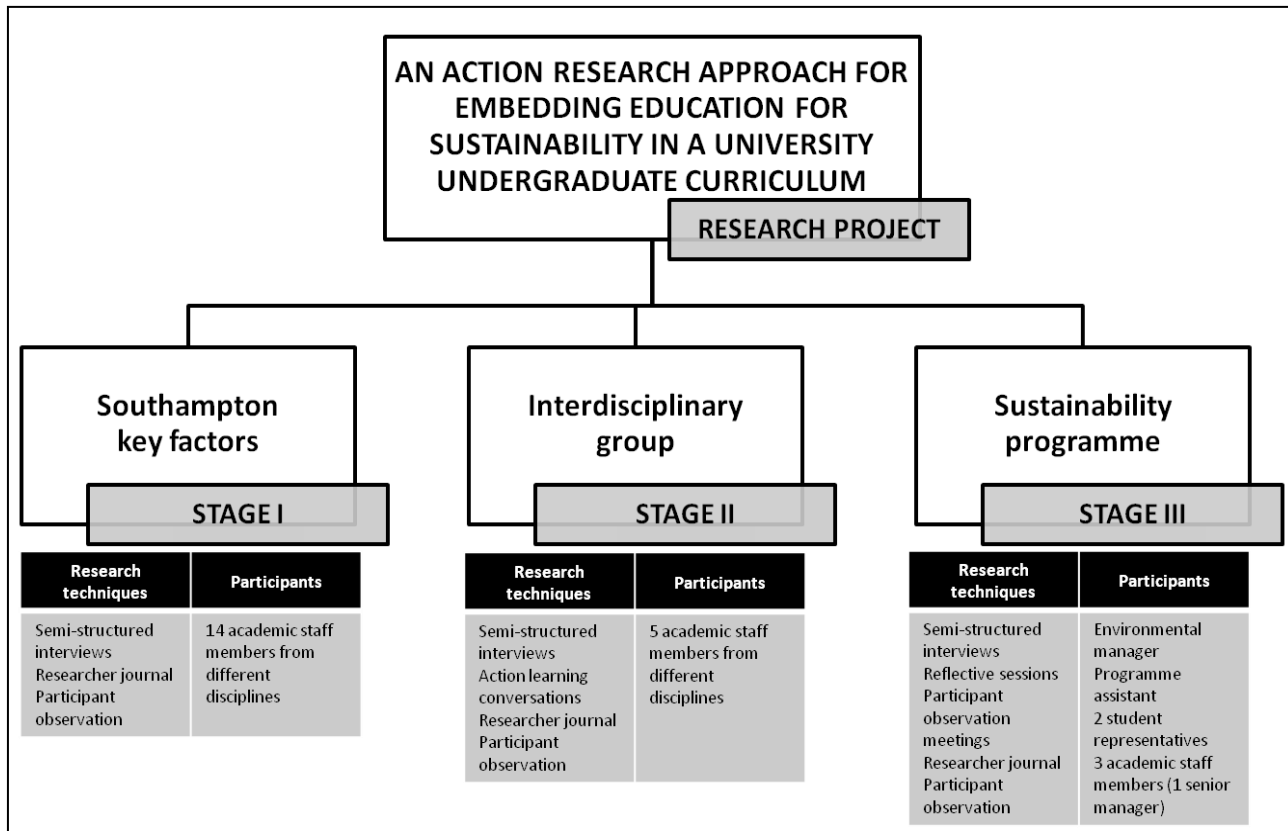 AN ACTION RESEARCH APPROACH FOR
EMBEDDING EDUCATION FOR
SUSTAINABILITY IN A UNIVERSITY
UNDERGRADUATE CURRICULUM
RESEARCH PROJECT
Southampton
key factors
STAGE I
Research
techniques
Participants
Semi-structured
interviews
Researcher journal
Participant
observation
14 academic staff
members from
different
disciplines
Interdisciplinary
group
STAGE II
Research
techniques
Participants
Semi-structured
interviews
Action learning
conversations
Researcher journal
Participant
observation
5 academic staff
members from
different
disciplines
Sustainability
programme
STAGE III
Research
techniques
Participants
Semi-structured
interviews
Reflective sessions
Participant
observation
meetings
Researcher journal
Participant
observation
Environmental
manager
Programme
assistant
2 student
representatives
3 academic staff
members (1 senior
manager)